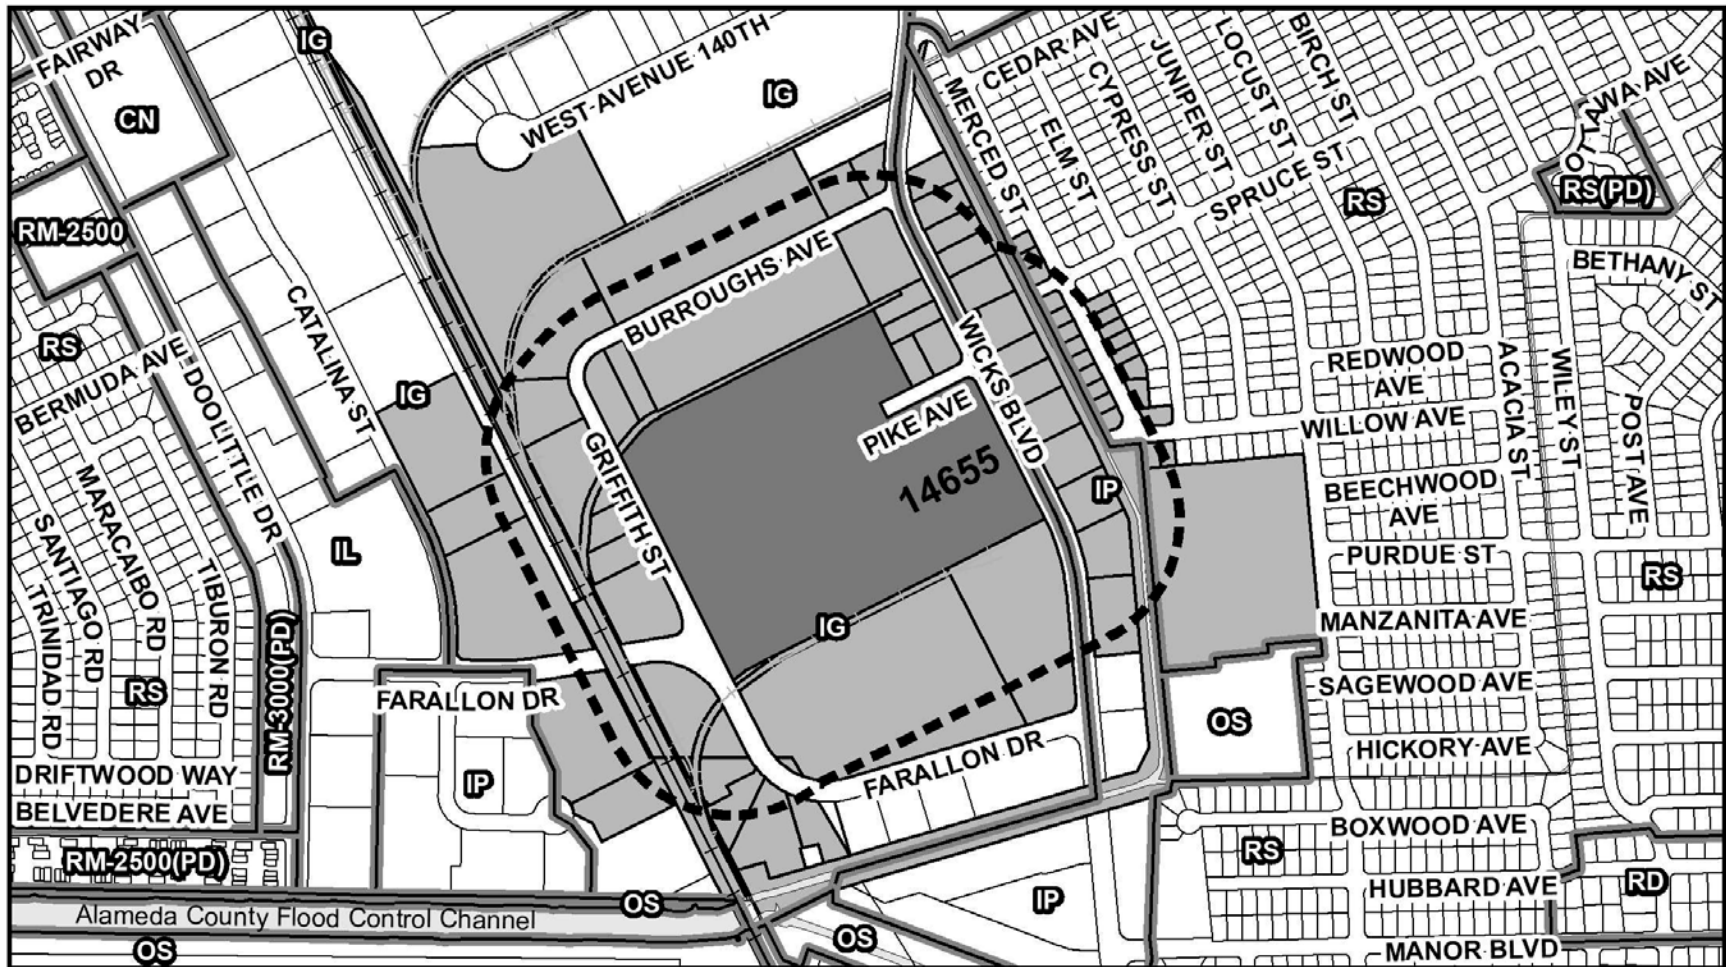 FAIRWAY
DR
IG
CN
WEST AVENUE 140TH
IG
CEDAR AVE
MERCED ST
ELM ST
CYPRESS ST
JUNIPER ST
LOCUST ST
BIRCH ST
SPRUCE ST
RS
OTTAWA AVE
RS(PD)
RM-2500
BETHANY ST
CATALINA ST
BURROUGHS AVE
RS
BERMUDA AVE
DOOLITTLE DR
IG
WICKS BLVD
PIKE AVE
REDWOOD
AVE
ACACIA ST
WILEY ST
POST AVE
WILLOW AVE
MARACAIBO RD
SANTIAGO RD
TRINIDAD RD
TIBURON RD
GRIFFITH ST
14655
IP
BEECHWOOD
AVE
IL
PURDUE ST
RS
MANZANITA AVE
IG
RS
RM-3000(PD)
FARALLON DR
SAGEWOOD AVE
OS
HICKORY AVE
FARALLON DR
DRIFTWOOD WAY
IP
BELVEDERE AVE
BOXWOOD AVE
RM-2500(PD)
RS
HUBBARD AVE
RD
IP
OS
Alameda County Flood Control Channel
OS
OS
MANOR BLVD